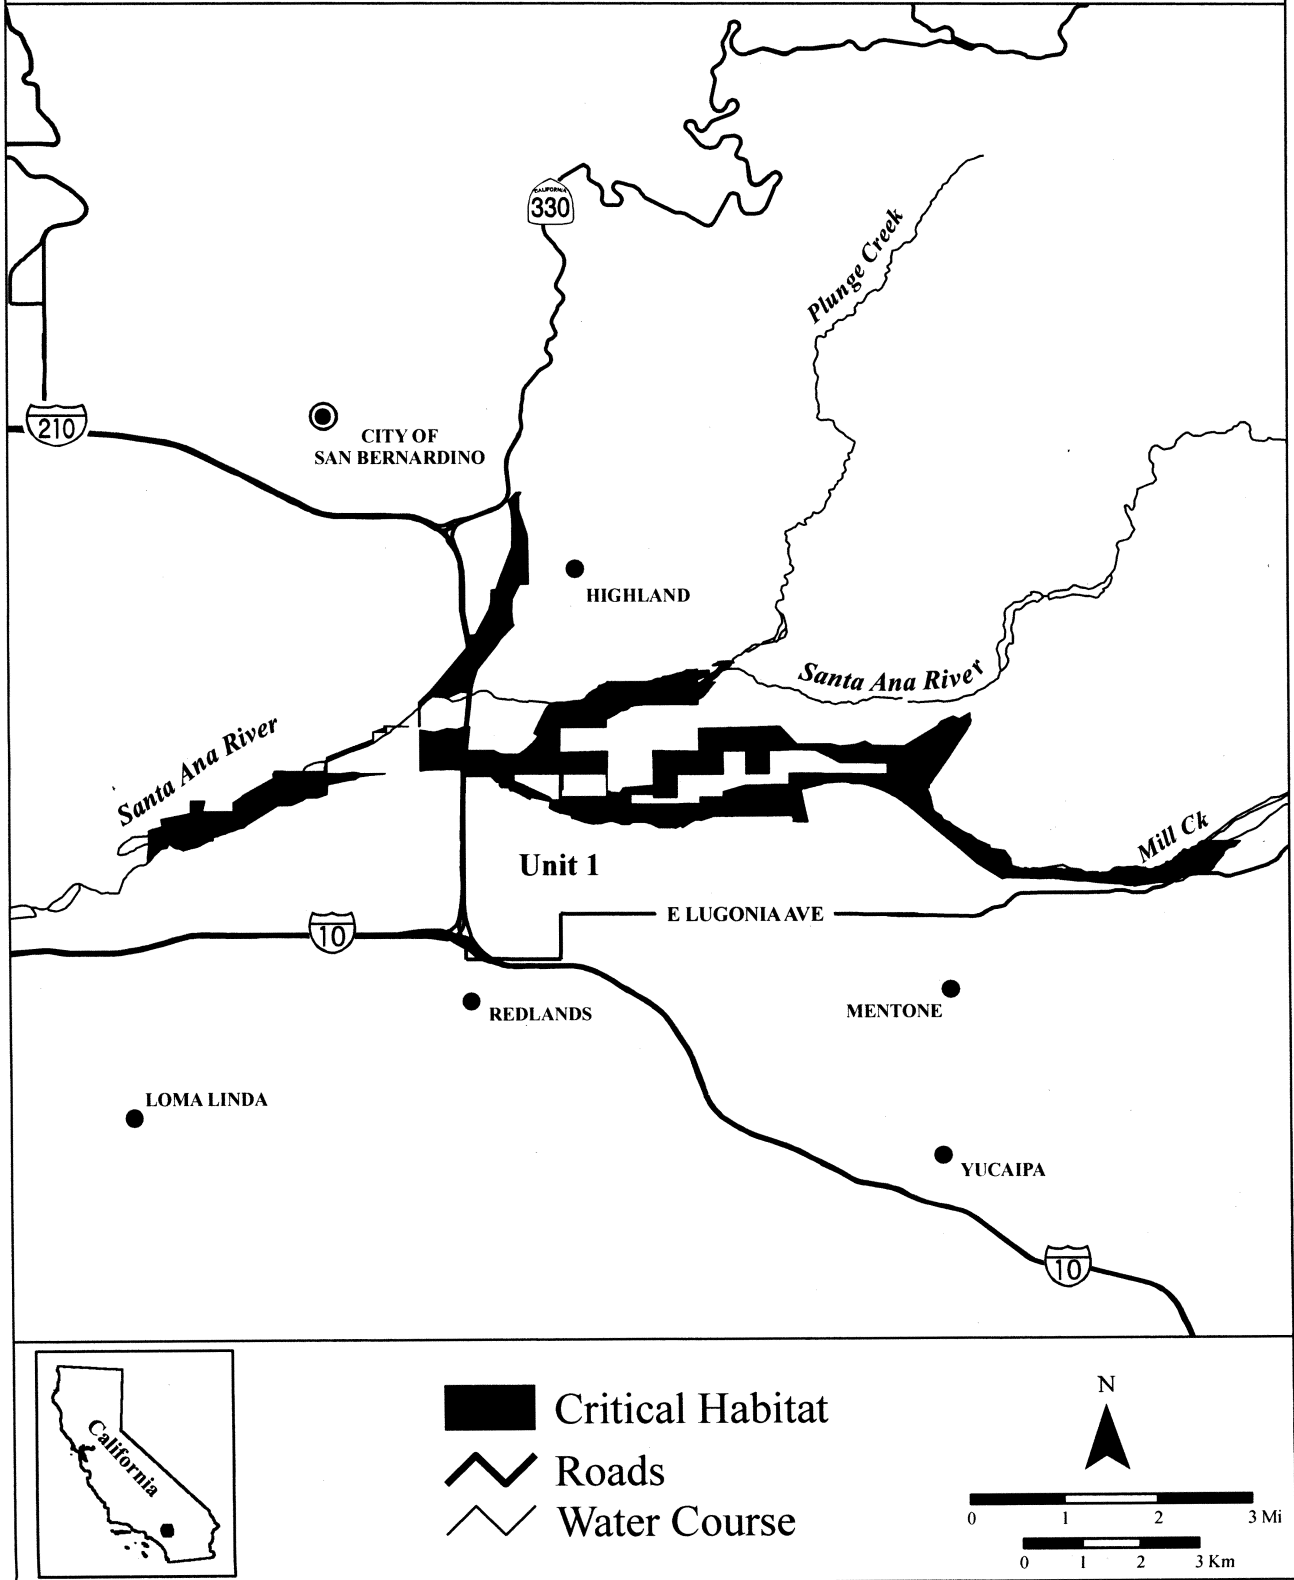 CALIFORNIA
330
Plunge Creek
210
CITY OF
SAN BERNARDINO
HIGHLAND
Santa Ana River
Santa Ana River
Mill Ck
Unit 1
E LUGONIA AVE
10
REDLANDS
MENTONE
LOMA LINDA
YUCAIPA
10
California
Critical Habitat
Roads
Water Course
N
0 1 2 3 Mi
0 1 2 3 Km